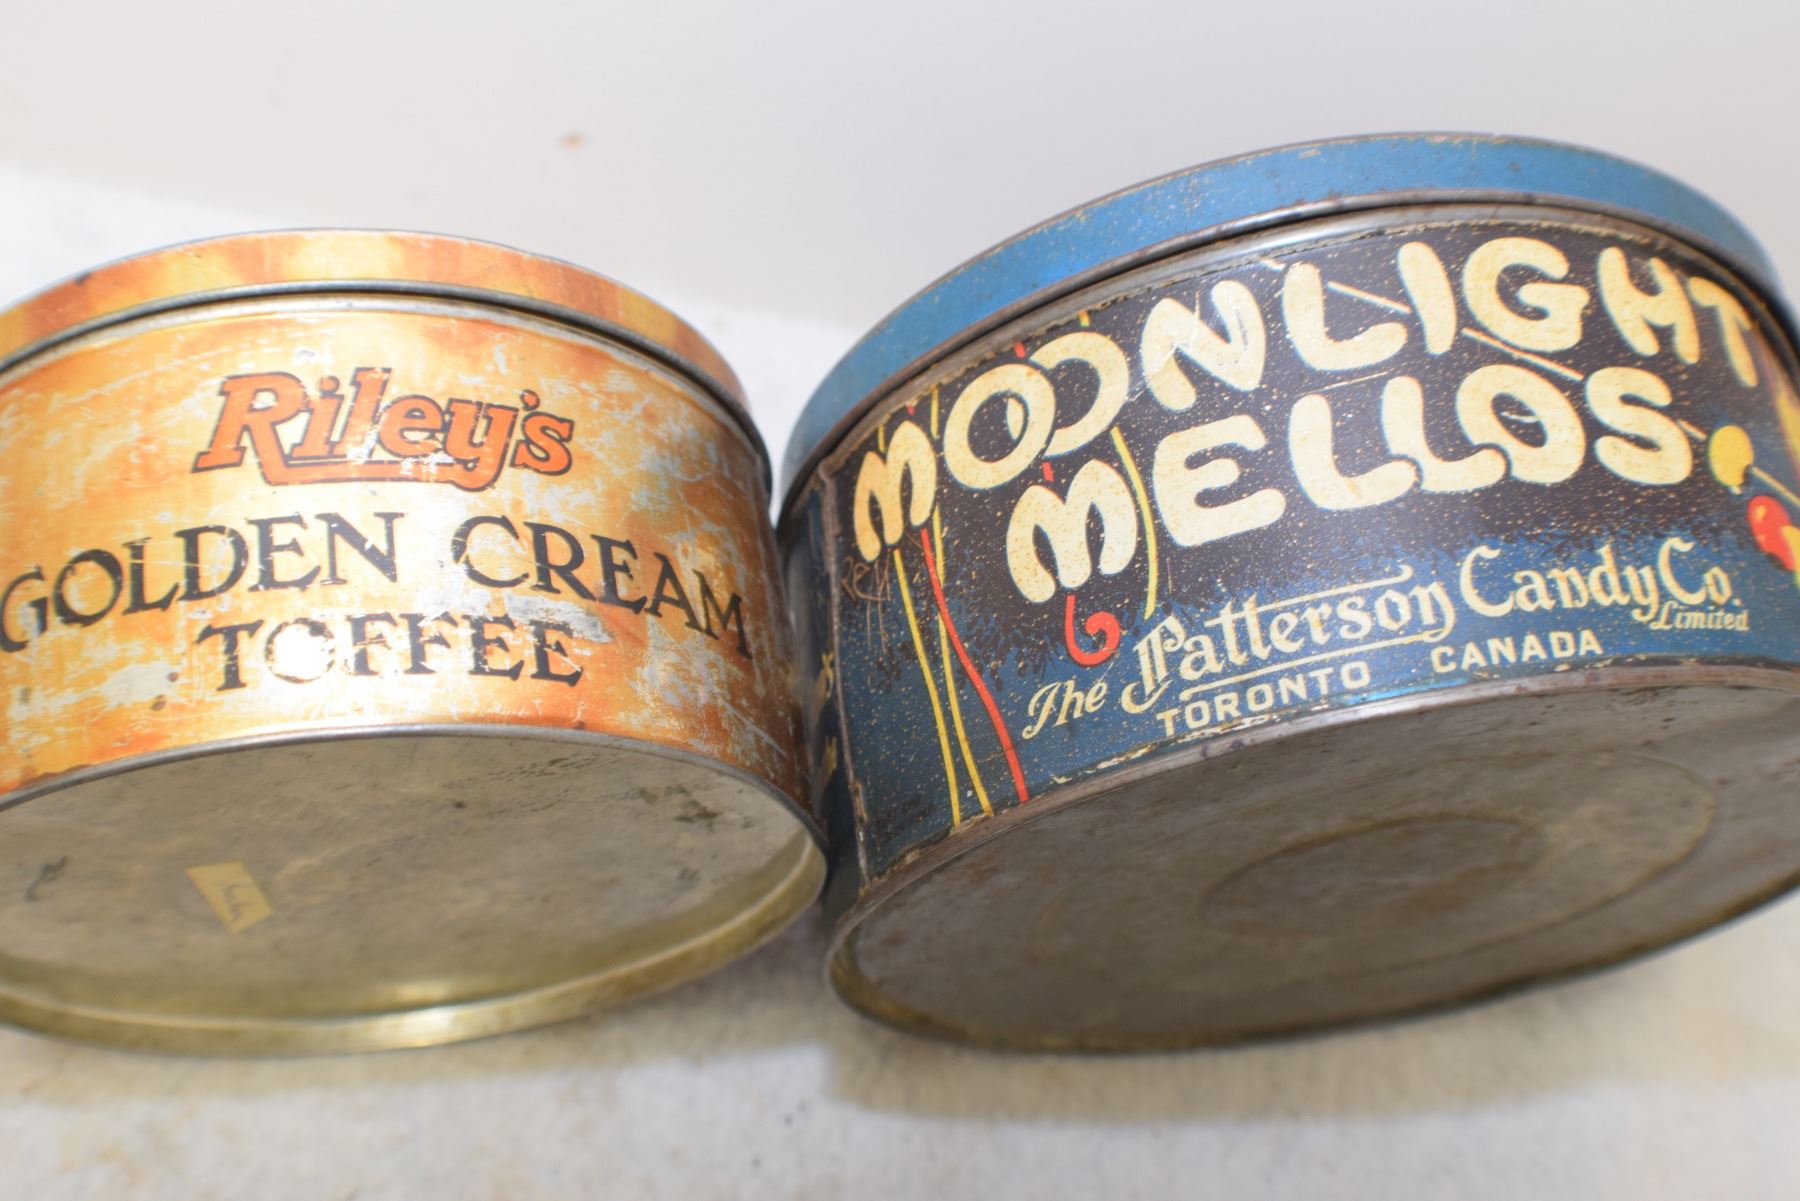 Riley's
GOLDEN CREAM
TOFFEE
MOONLIGHT
MELLOS
The Patterson Candy Co.
Limited
TORONTO CANADA